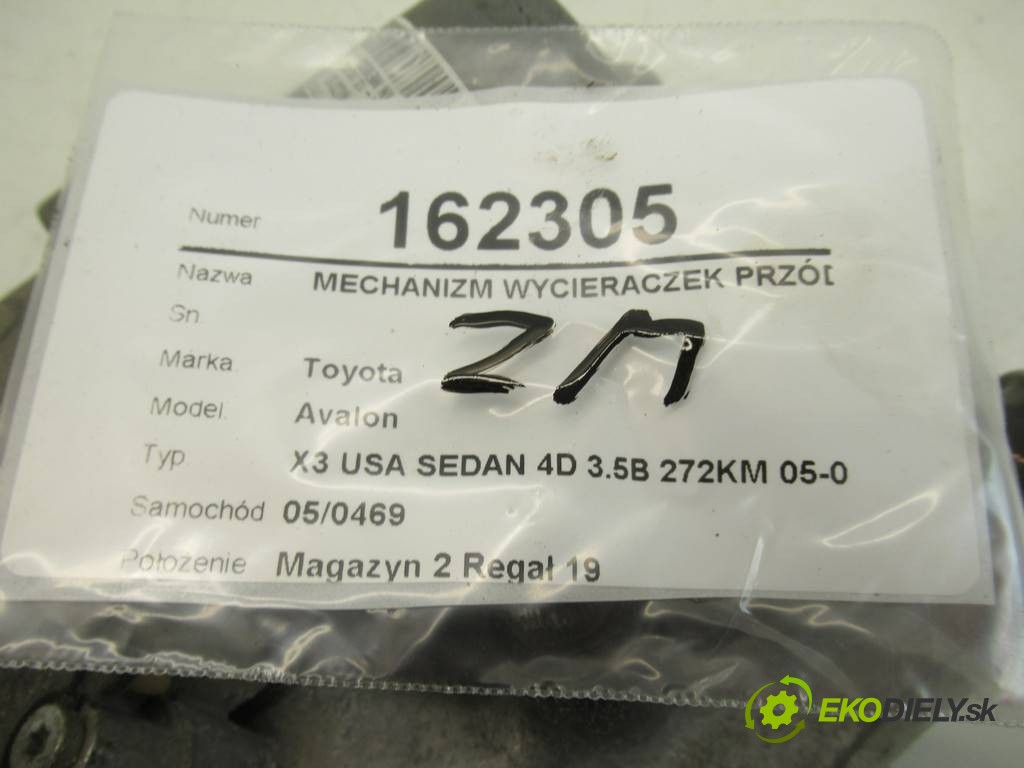 Numer 162305
Nazwa MECHANIZM WYCIERACZEK PRZÓD
Sn.
Marka Toyota
ZM
Model. Avalon
Typ X3 USA SEDAN 4D 3.5B 272KM 05-0
Samochód 05/0469
Położenie Magazyn 2 Regał 19
EKODIELY.sk